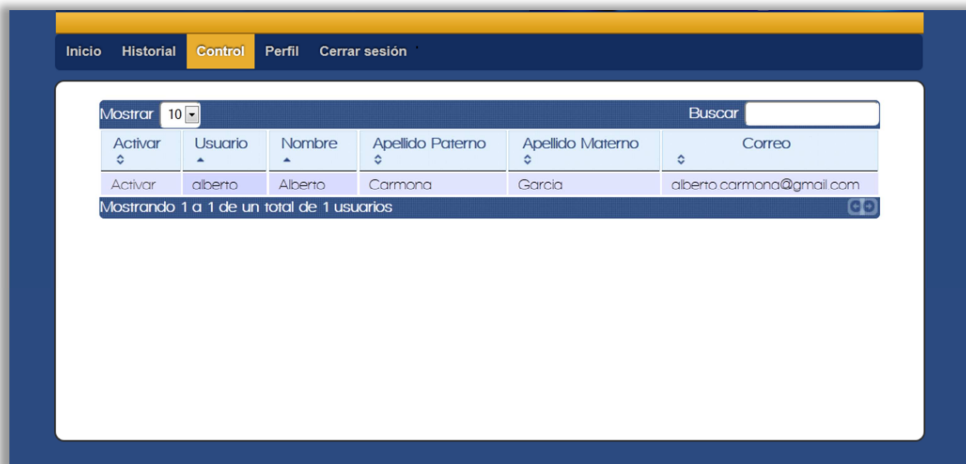 Inicio Historial Control Perfil Cerrar sesión
Mostrar 10 Buscar
Activar Usuario Nombre Apellido Paterno Apellido Materno Correo
Activar alberto Alberto Carmona Garcia alberto.carmona@gmail.com
Mostrando 1 a 1 de un total de 1 usuarios